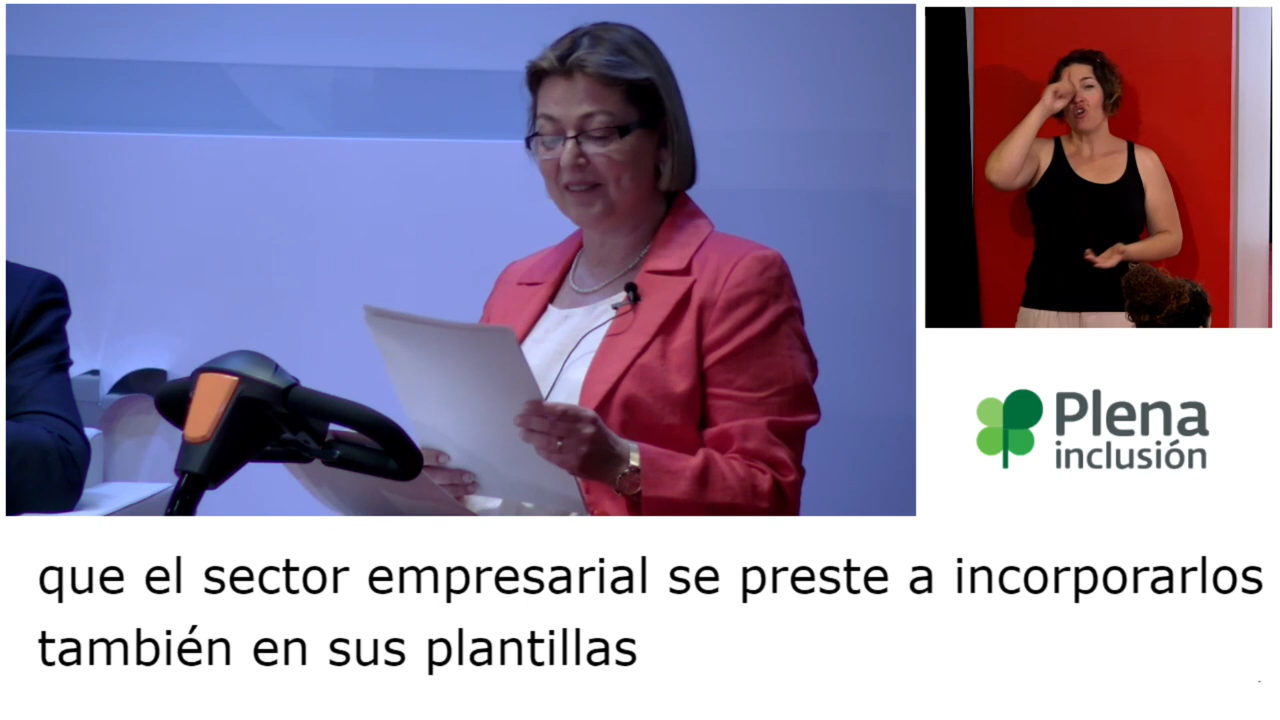 Plena
inclusión
que el sector empresarial se preste a incorporarlos
también en sus plantillas